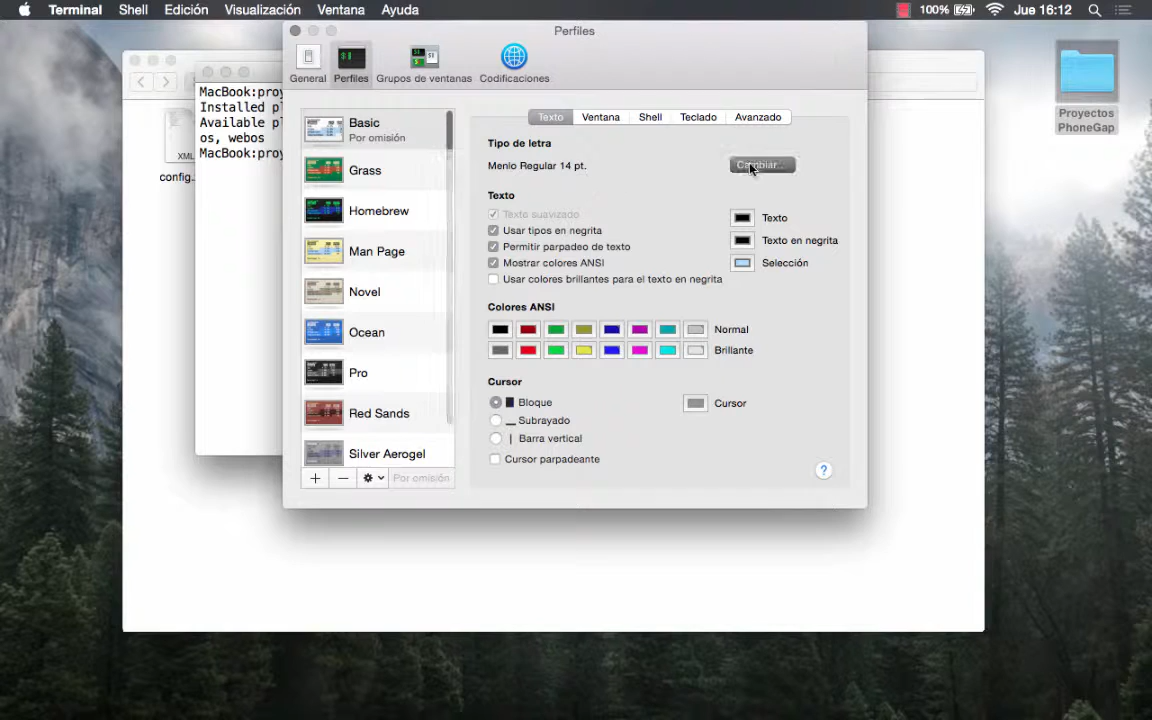 Terminal Shell Edición Visualización Ventana Ayuda 100% Jue 16:12
Perfiles
General Perfiles Grupos de ventanas Codificaciones
Proyectos
PhoneGap
MacBook:proy
Installed pl
Available pl
os, webos
MacBook:proy
XML
config.
Basic
Por omisión
Grass
Homebrew
Man Page
Novel
Ocean
Pro
Red Sands
Silver Aerogel
+ − Por omisión
Texto Ventana Shell Teclado Avanzado
Tipo de letra
Menlo Regular 14 pt. Cambiar...
Texto
Texto suavizado
Usar tipos en negrita
Permitir parpadeo de texto
Mostrar colores ANSI
Usar colores brillantes para el texto en negrita
Texto
Texto en negrita
Selección
Colores ANSI
Normal
Brillante
Cursor
Bloque
Subrayado
Barra vertical
Cursor parpadeante
Cursor
?